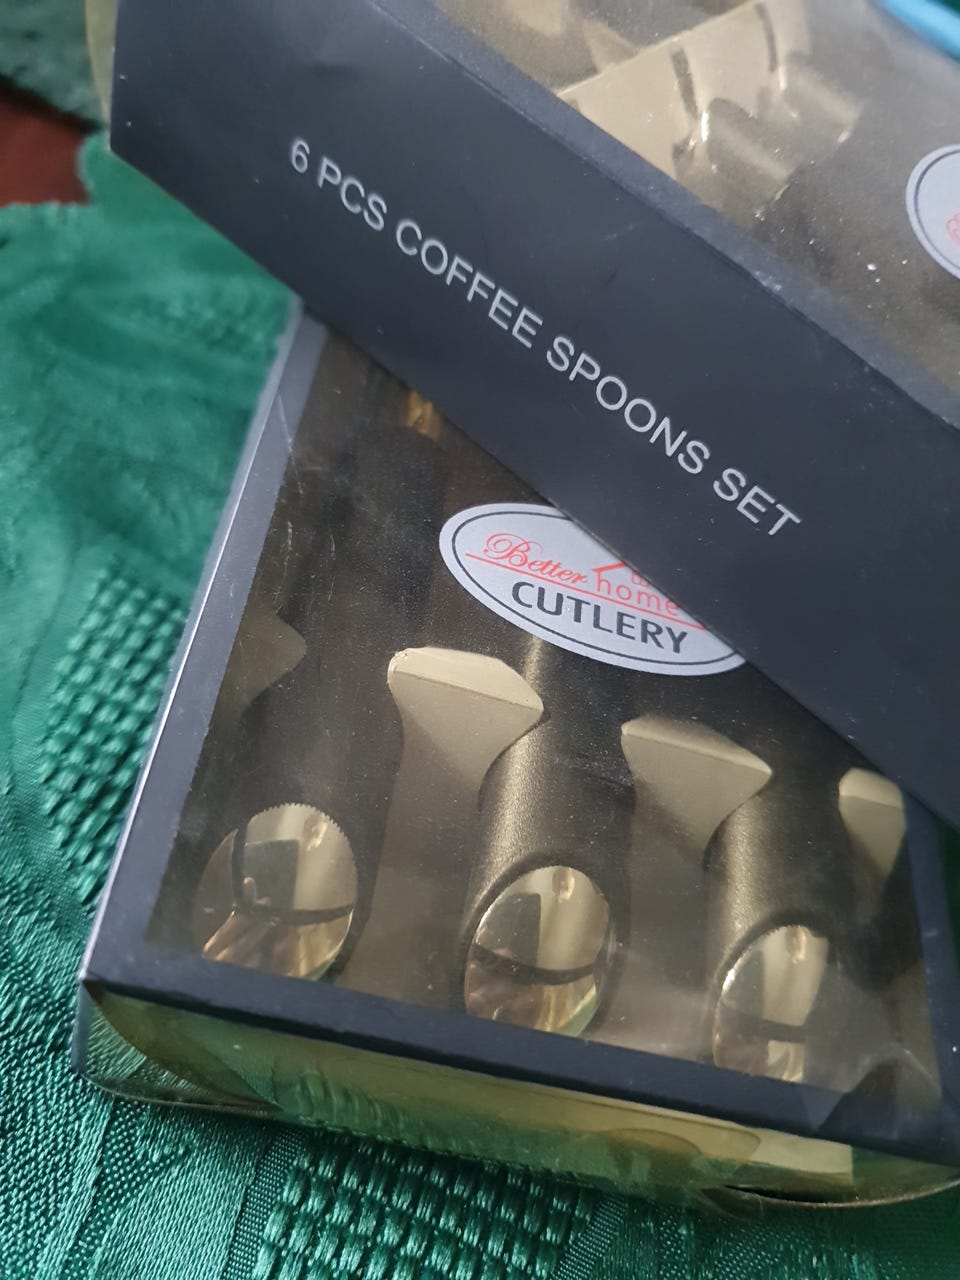 6 PCS COFFEE SPOONS SET
Better home
CUTLERY